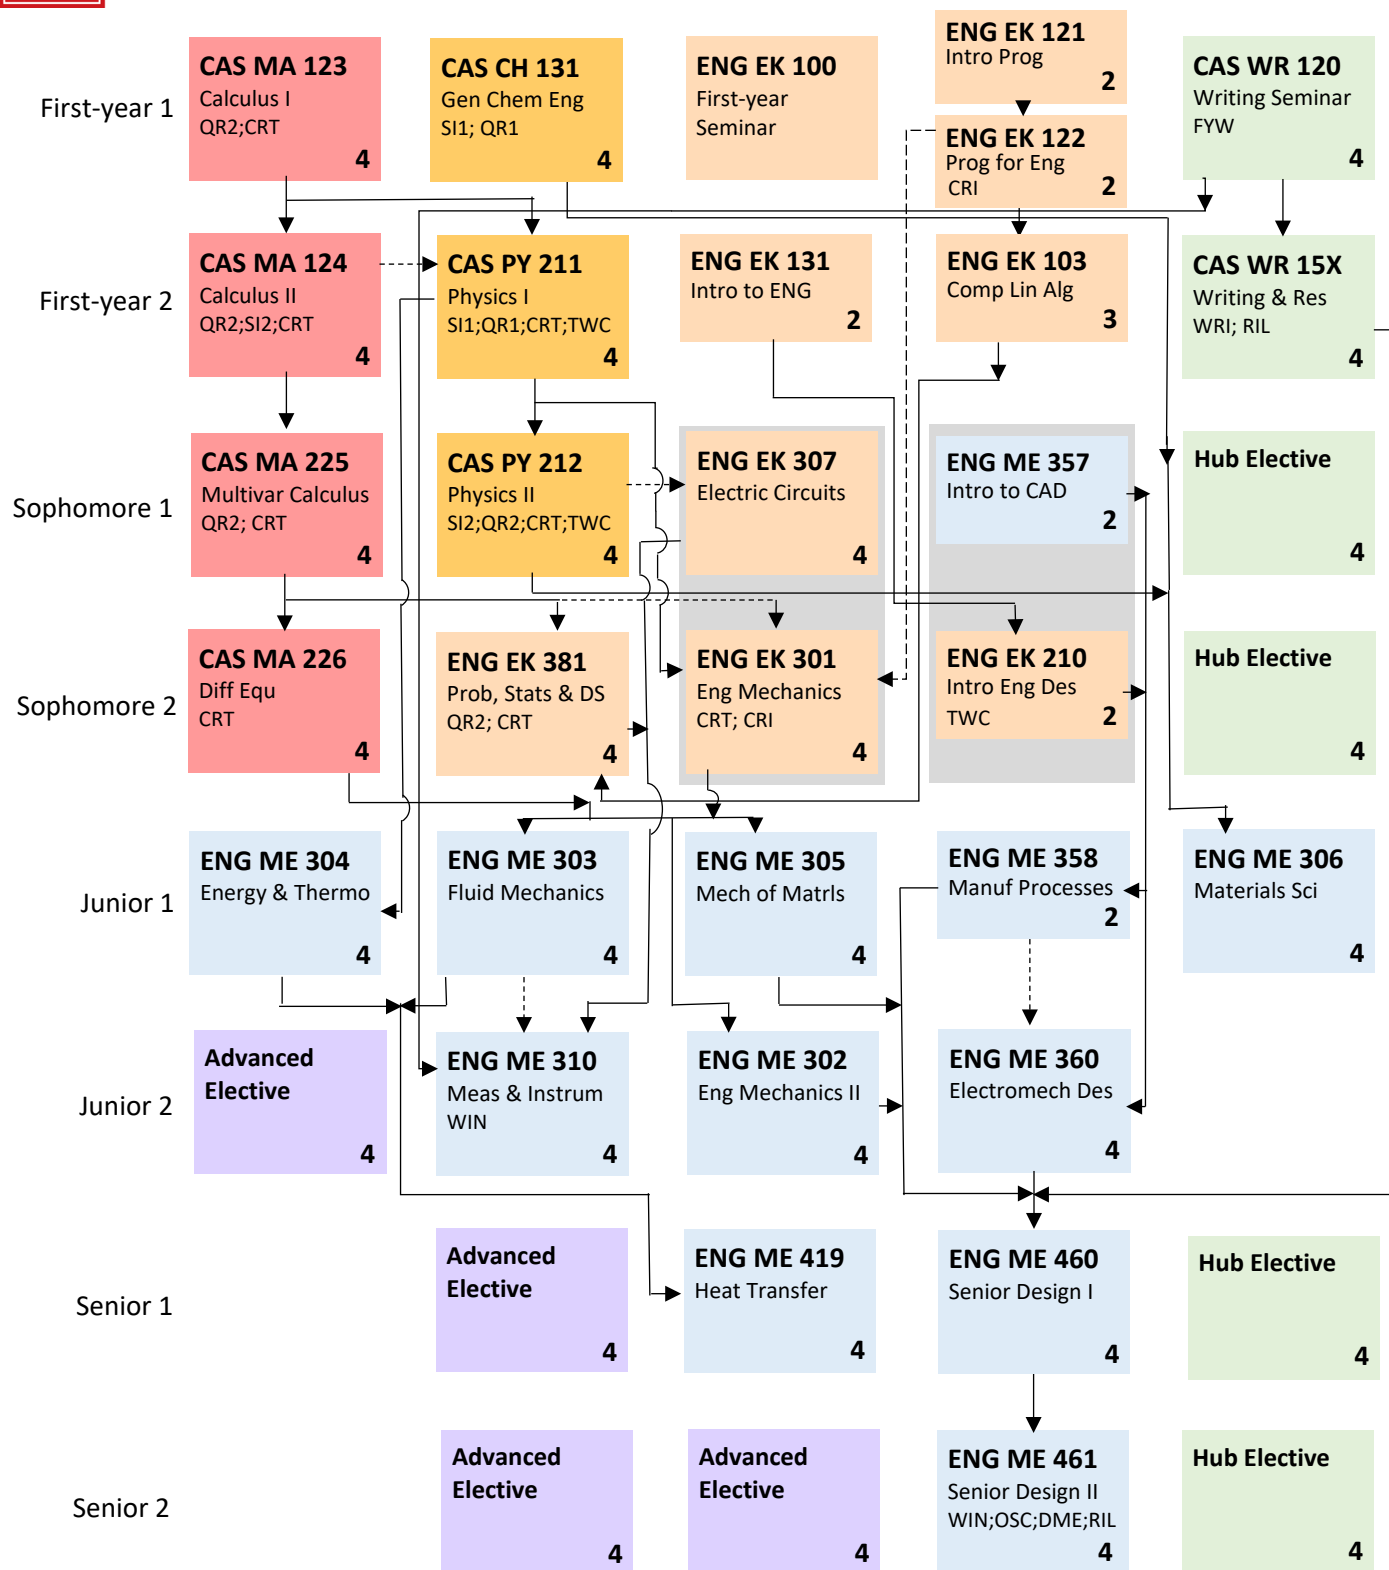 First-year 1
CAS MA 123
Calculus I
QR2;CRT
4
CAS CH 131
Gen Chem Eng
SI1; QR1
4
ENG EK 100
First-year
Seminar
ENG EK 121
Intro Prog
2
ENG EK 122
Prog for Eng
CRI
2
CAS WR 120
Writing Seminar
FYW
4
First-year 2
CAS MA 124
Calculus II
QR2;SI2;CRT
4
CAS PY 211
Physics I
SI1;QR1;CRT;TWC
4
ENG EK 131
Intro to ENG
2
ENG EK 103
Comp Lin Alg
3
CAS WR 15X
Writing & Res
WRI; RIL
4
Sophomore 1
CAS MA 225
Multivar Calculus
QR2; CRT
4
CAS PY 212
Physics II
SI2;QR2;CRT;TWC
4
ENG EK 307
Electric Circuits
4
ENG ME 357
Intro to CAD
2
Hub Elective
4
Sophomore 2
CAS MA 226
Diff Equ
CRT
4
ENG EK 381
Prob, Stats & DS
QR2; CRT
4
ENG EK 301
Eng Mechanics
CRT; CRI
4
ENG EK 210
Intro Eng Des
TWC
2
Hub Elective
4
Junior 1
ENG ME 304
Energy & Thermo
4
ENG ME 303
Fluid Mechanics
4
ENG ME 305
Mech of Matrls
4
ENG ME 358
Manuf Processes
2
ENG ME 306
Materials Sci
4
Junior 2
Advanced
Elective
4
ENG ME 310
Meas & Instrum
WIN
4
ENG ME 302
Eng Mechanics II
4
ENG ME 360
Electromech Des
4
Senior 1
Advanced
Elective
4
ENG ME 419
Heat Transfer
4
ENG ME 460
Senior Design I
4
Hub Elective
4
Senior 2
Advanced
Elective
4
Advanced
Elective
4
ENG ME 461
Senior Design II
WIN;OSC;DME;RIL
4
Hub Elective
4